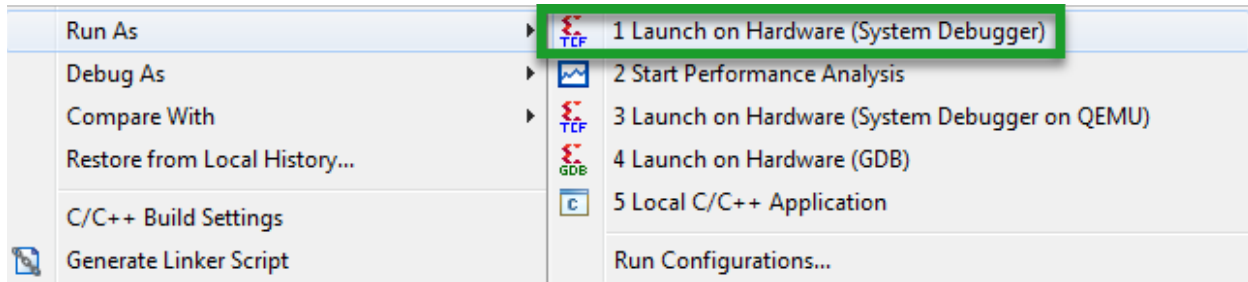 Run As
Debug As
Compare With
Restore from Local History...
C/C++ Build Settings
Generate Linker Script
TCF 1 Launch on Hardware (System Debugger)
2 Start Performance Analysis
TCF 3 Launch on Hardware (System Debugger on QEMU)
GDB 4 Launch on Hardware (GDB)
C 5 Local C/C++ Application
Run Configurations...